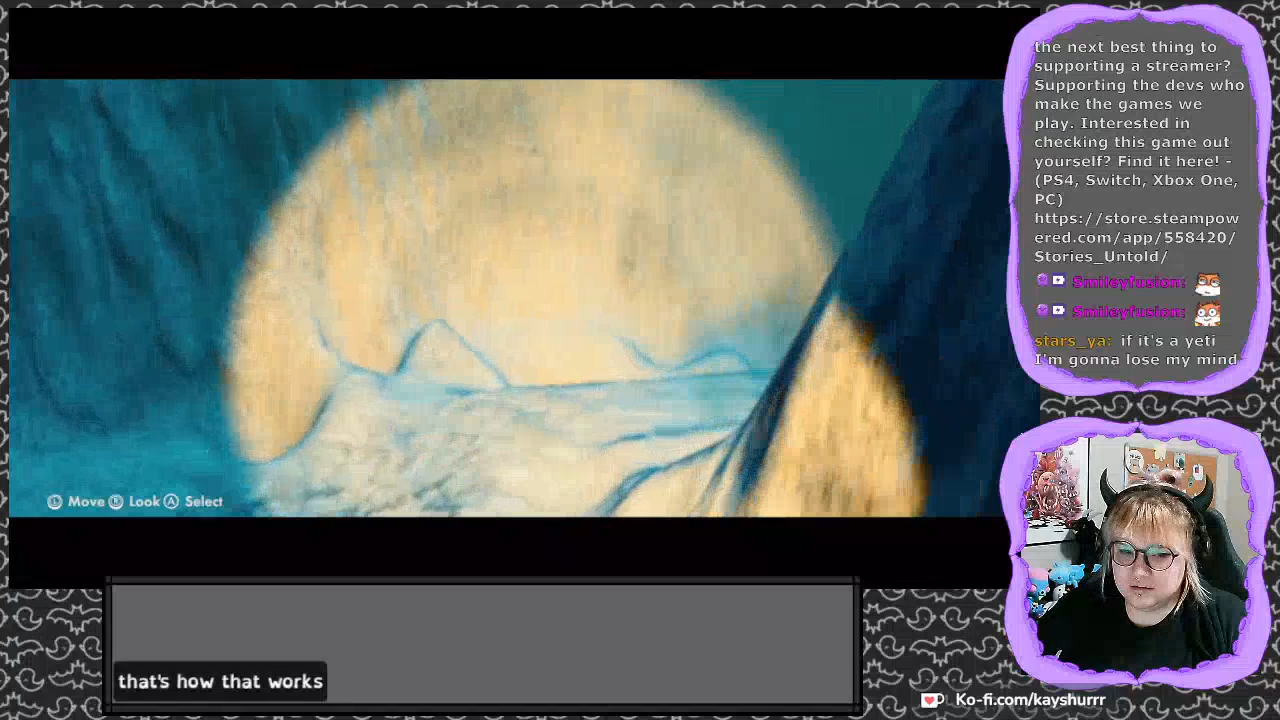 the next best thing to
supporting a streamer?
Supporting the devs who
make the games we
play. Interested in
checking this game out
yourself? Find it here! -
(PS4, Switch, Xbox One,
PC)
https://store.steampow
ered.com/app/558420/
Stories_Untold/
Smileyfusion:
Smileyfusion:
stars_ya: if it's a yeti
I'm gonna lose my mind
L Move R Look A Select
that's how that works
Ko-fi.com/kayshurrr